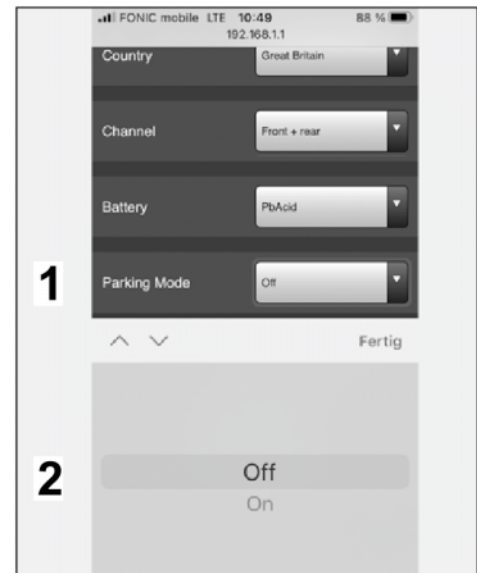 FONIC mobile LTE 10:49 88 %
192.168.1.1
Country Great Britain
Channel Front + rear
Battery PbAcid
1 Parking Mode Off
Fertig
2 Off
On